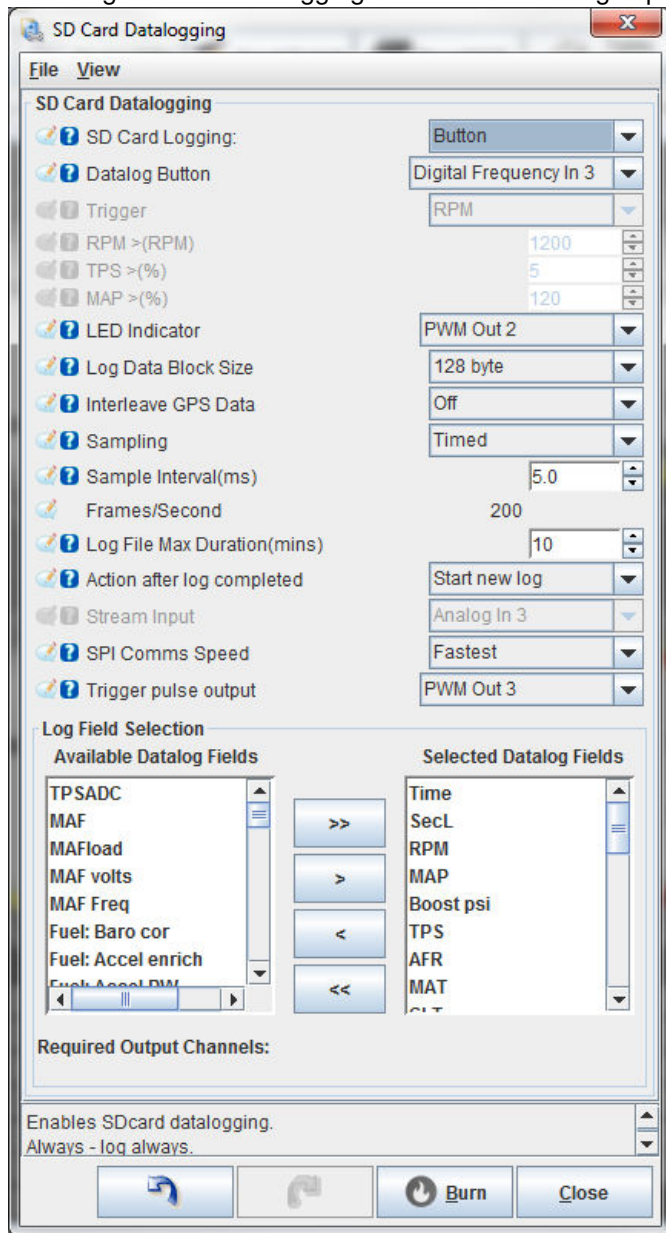 SD Card Datalogging
File View
SD Card Datalogging
SD Card Logging: Button
Datalog Button Digital Frequency In 3
Trigger RPM
RPM >(RPM) 1200
TPS >(%) 5
MAP >(%) 120
LED Indicator PWM Out 2
Log Data Block Size 128 byte
Interleave GPS Data Off
Sampling Timed
Sample Interval(ms) 5.0
Frames/Second 200
Log File Max Duration(mins) 10
Action after log completed Start new log
Stream Input Analog In 3
SPI Comms Speed Fastest
Trigger pulse output PWM Out 3
Log Field Selection
Available Datalog Fields
TPSADC
MAF
MAFload
MAF volts
MAF Freq
Fuel: Baro cor
Fuel: Accel enrich
Fuel: Accel PW
>>
>
<
<<
Selected Datalog Fields
Time
SecL
RPM
MAP
Boost psi
TPS
AFR
MAT
CLT
Required Output Channels:
Enables SDcard datalogging.
Always - log always.
Burn Close